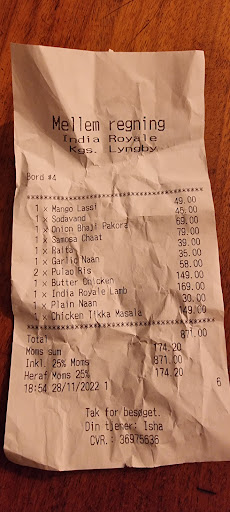 Mellem regning
India Royale
Kgs. Lyngby
Bord #4
****************************************
1 x Mango Lassi 49.00
1 x Sodavand 45.00
1 x Onion Bhaji Pakora 69.00
1 x Samosa Chaat 79.00
1 x Raita 39.00
1 x Garlic Naan 35.00
2 x Pulao Ris 58.00
1 x Butter Chicken 149.00
1 x India Royale Lamb 169.00
1 x Plain Naan 30.00
1 x Chicken Tikka Masala 149.00
****************************************
Total 871.00
Moms sum 174.20
Inkl. 25% Moms 871.00
Heraf Moms 25% 174.20
18:54 28/11/2022 1 6
Tak for besøget.
Din tjener: Isha
CVR.: 36975636